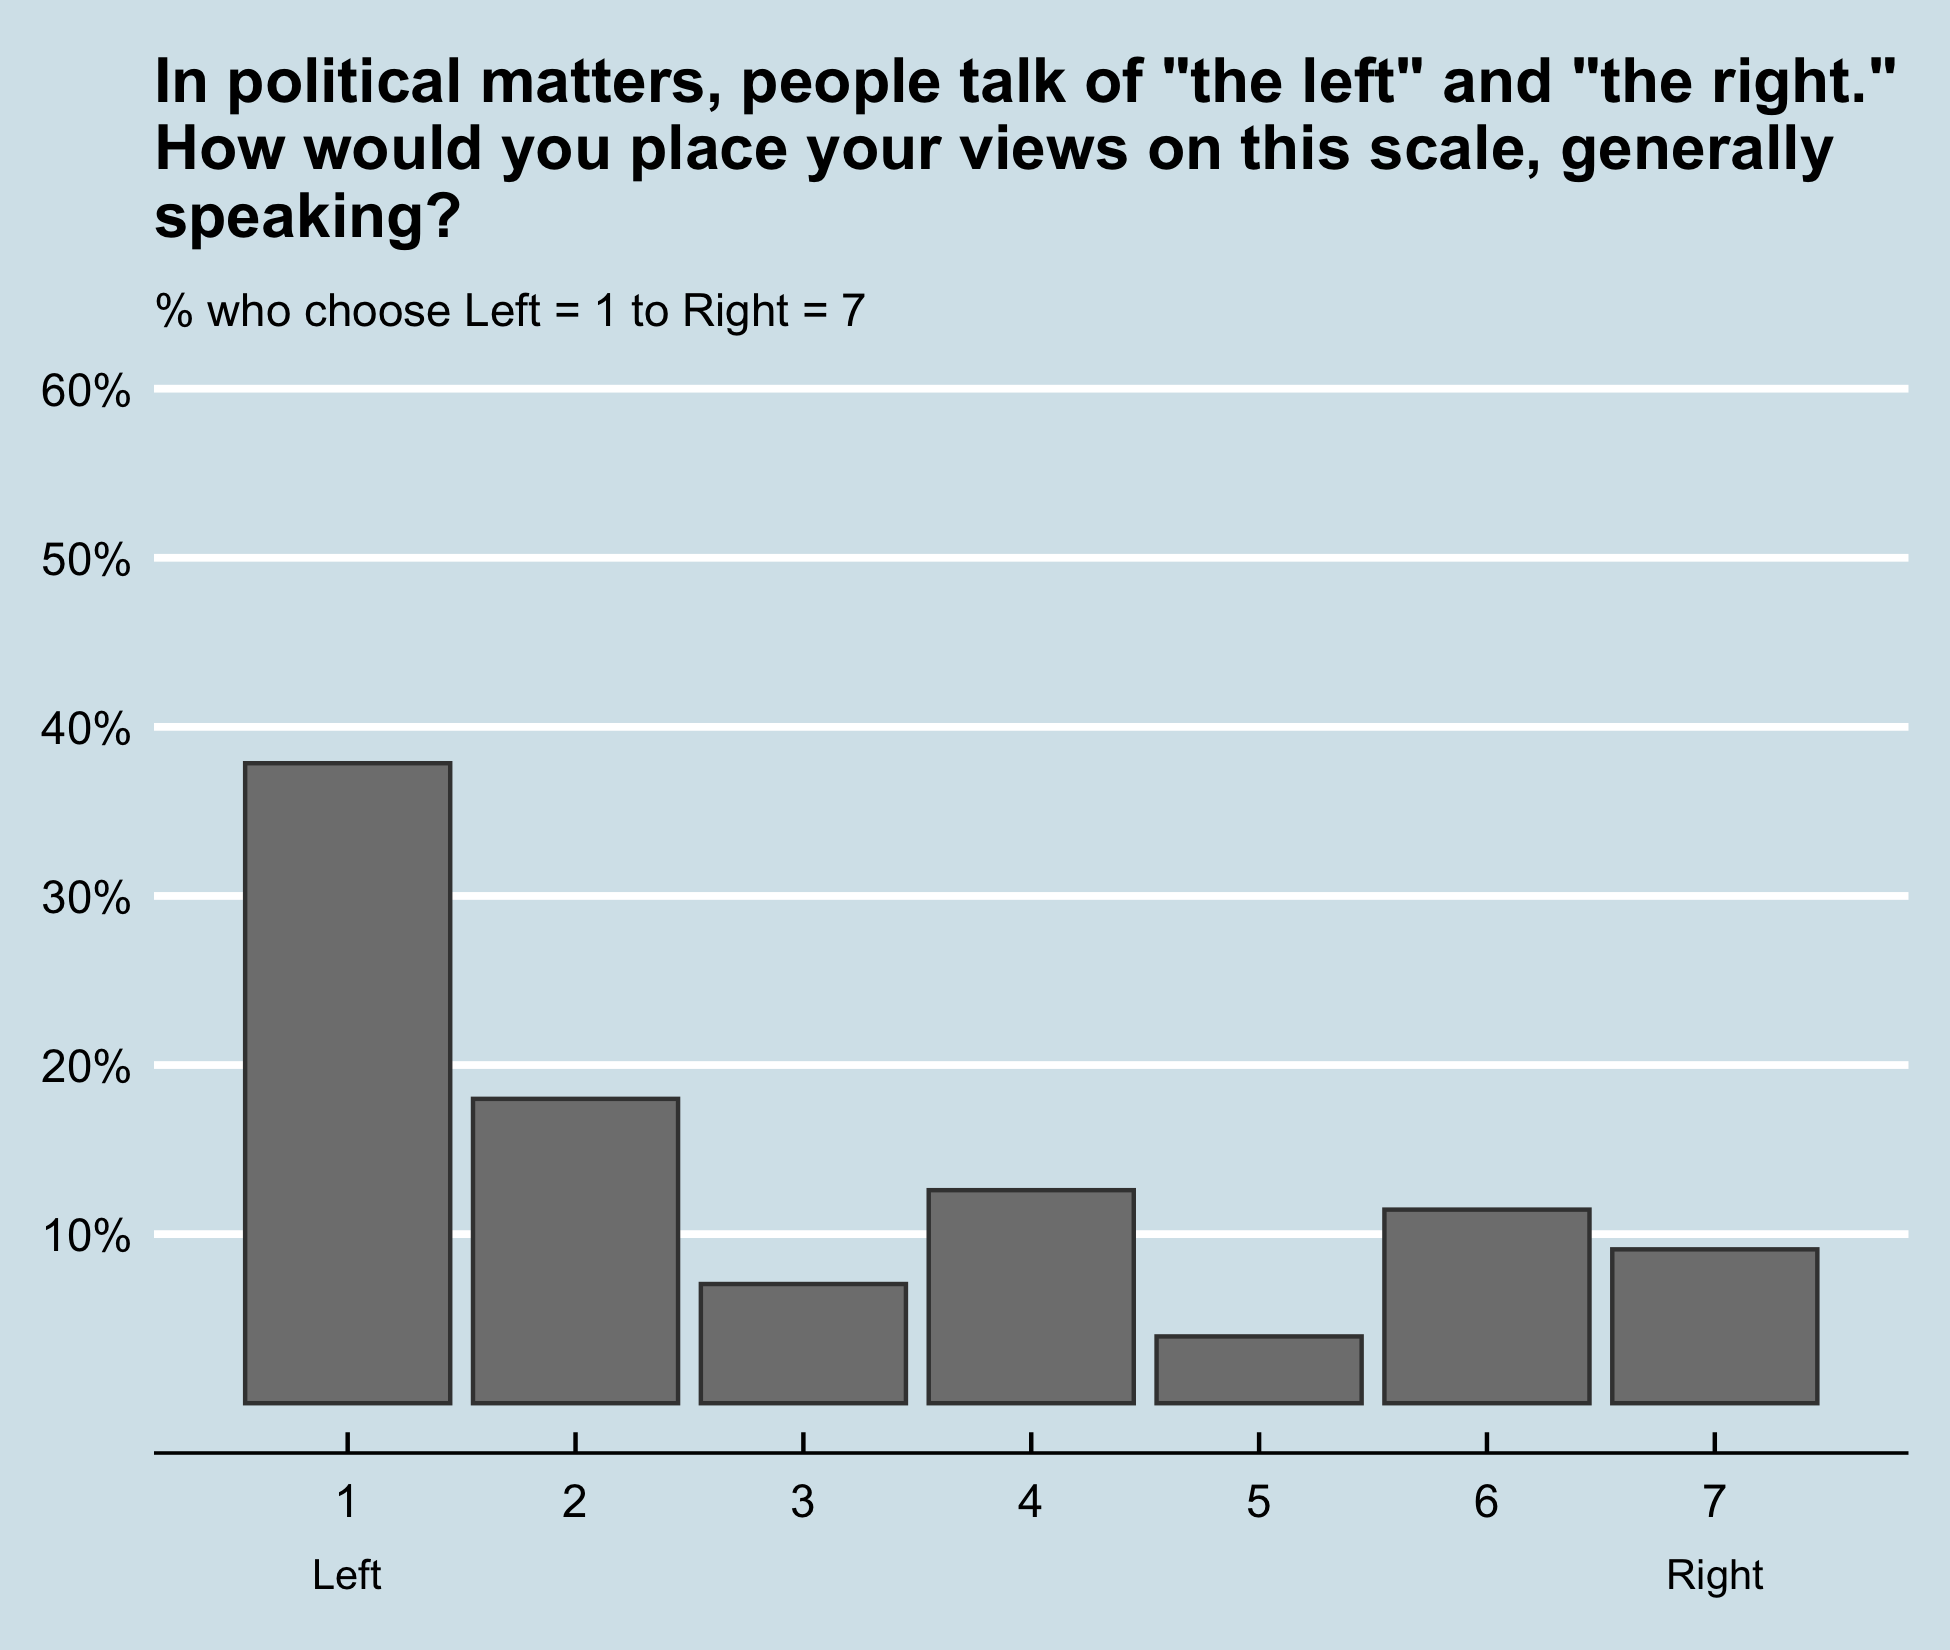 In political matters, people talk of "the left" and "the right."
How would you place your views on this scale, generally
speaking?
% who choose Left = 1 to Right = 7
60%
50%
40%
30%
20%
10%
1 2 3 4 5 6 7
Left Right